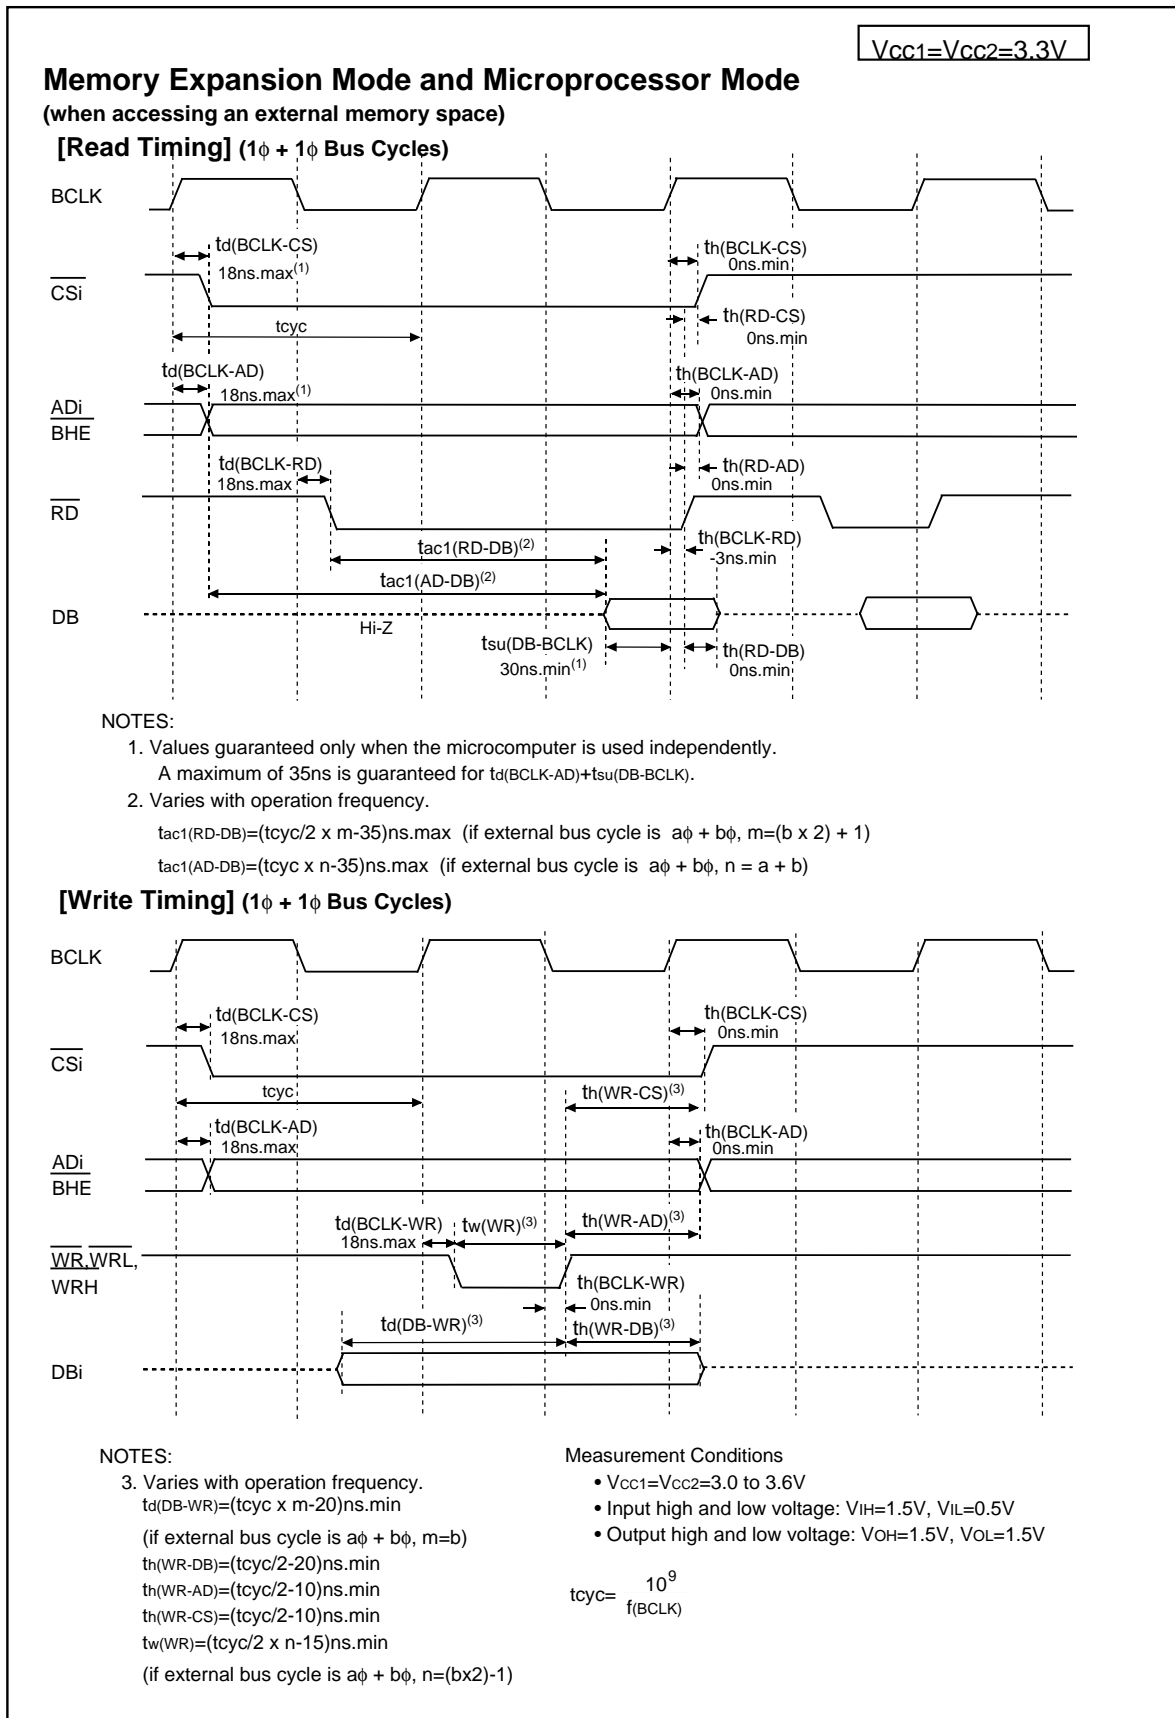 Vcc1=Vcc2=3.3V
Memory Expansion Mode and Microprocessor Mode
(when accessing an external memory space)
[Read Timing] (1ϕ + 1ϕ Bus Cycles)
BCLK
td(BCLK-CS)
18ns.max(1)
th(BCLK-CS)
0ns.min
CSi
tcyc
th(RD-CS)
0ns.min
td(BCLK-AD)
18ns.max(1)
th(BCLK-AD)
0ns.min
ADi
BHE
td(BCLK-RD)
18ns.max
th(RD-AD)
0ns.min
RD
tac1(RD-DB)(2)
th(BCLK-RD)
-3ns.min
tac1(AD-DB)(2)
DB
Hi-Z
tsu(DB-BCLK)
30ns.min(1)
th(RD-DB)
0ns.min
NOTES:
1. Values guaranteed only when the microcomputer is used independently.
A maximum of 35ns is guaranteed for td(BCLK-AD)+tsu(DB-BCLK).
2. Varies with operation frequency.
tac1(RD-DB)=(tcyc/2 x m-35)ns.max (if external bus cycle is aϕ + bϕ, m=(b x 2) + 1)
tac1(AD-DB)=(tcyc x n-35)ns.max (if external bus cycle is aϕ + bϕ, n = a + b)
[Write Timing] (1ϕ + 1ϕ Bus Cycles)
BCLK
td(BCLK-CS)
18ns.max
th(BCLK-CS)
0ns.min
CSi
tcyc
th(WR-CS)(3)
td(BCLK-AD)
18ns.max
th(BCLK-AD)
0ns.min
ADi
BHE
td(BCLK-WR)
18ns.max
tw(WR)(3)
th(WR-AD)(3)
WR,WRL,
WRH
th(BCLK-WR)
0ns.min
td(DB-WR)(3)
th(WR-DB)(3)
DBi
NOTES:
3. Varies with operation frequency.
td(DB-WR)=(tcyc x m-20)ns.min
(if external bus cycle is aϕ + bϕ, m=b)
th(WR-DB)=(tcyc/2-20)ns.min
th(WR-AD)=(tcyc/2-10)ns.min
th(WR-CS)=(tcyc/2-10)ns.min
tw(WR)=(tcyc/2 x n-15)ns.min
(if external bus cycle is aϕ + bϕ, n=(bx2)-1)
Measurement Conditions
• VCC1=VCC2=3.0 to 3.6V
• Input high and low voltage: VIH=1.5V, VIL=0.5V
• Output high and low voltage: VOH=1.5V, VOL=1.5V
tcyc= 10^9
f(BCLK)